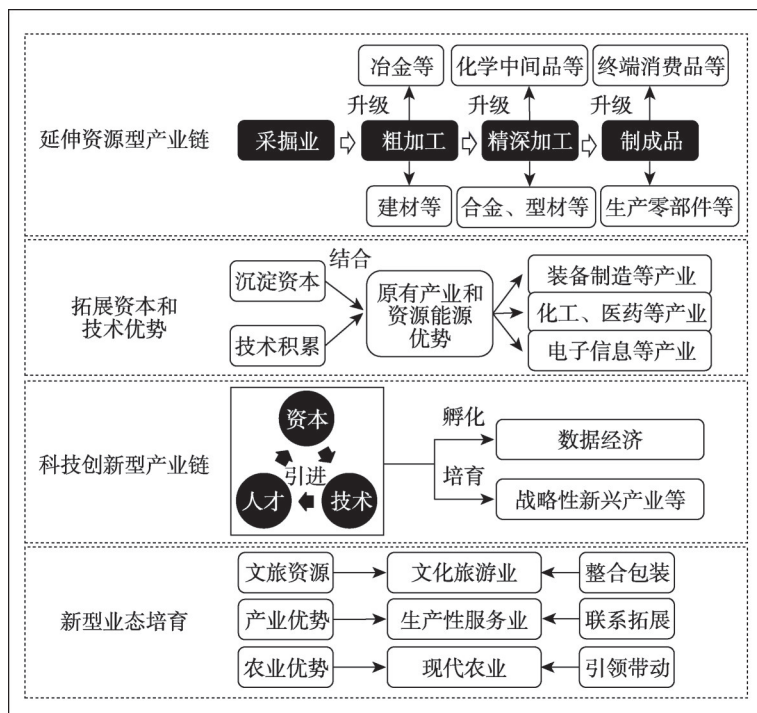 冶金等 化学中间品等 终端消费品等
升级 升级 升级
延伸资源型产业链 采掘业 粗加工 精深加工 制成品
建材等 合金、型材等 生产零部件等
结合
沉淀资本
技术积累
拓展资本和
技术优势
原有产业和
资源能源
优势
装备制造等产业
化工、医药等产业
电子信息等产业
科技创新型产业链
资本
引进
人才 技术
孵化
培育
数据经济
战略性新兴产业等
新型业态培育
文旅资源 文化旅游业 整合包装
产业优势 生产性服务业 联系拓展
农业优势 现代农业 引领带动